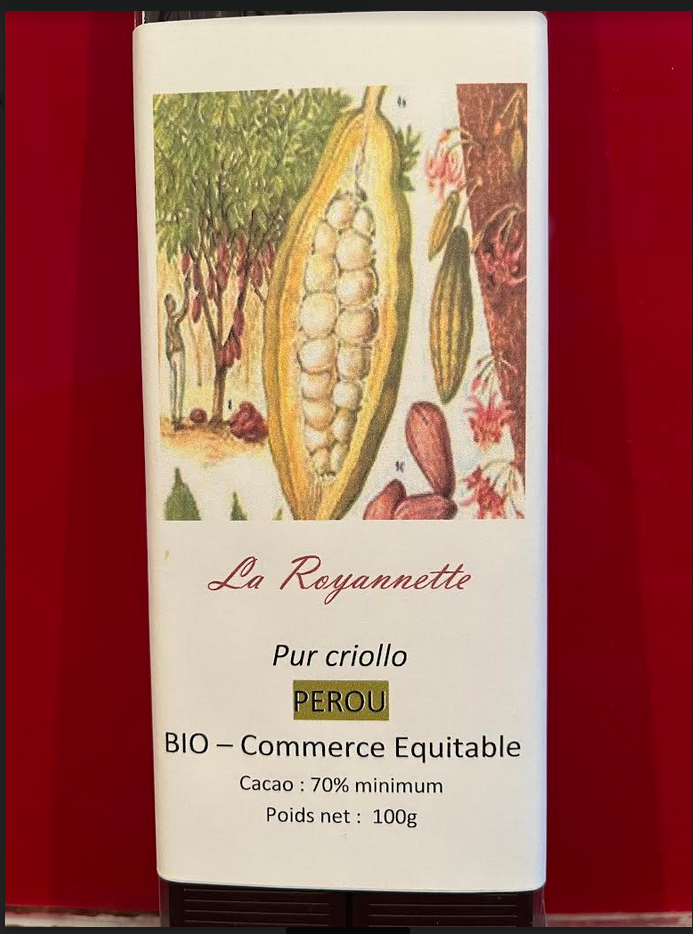 La Royannette
Pur criollo
PEROU
BIO – Commerce Equitable
Cacao : 70% minimum
Poids net :  100g